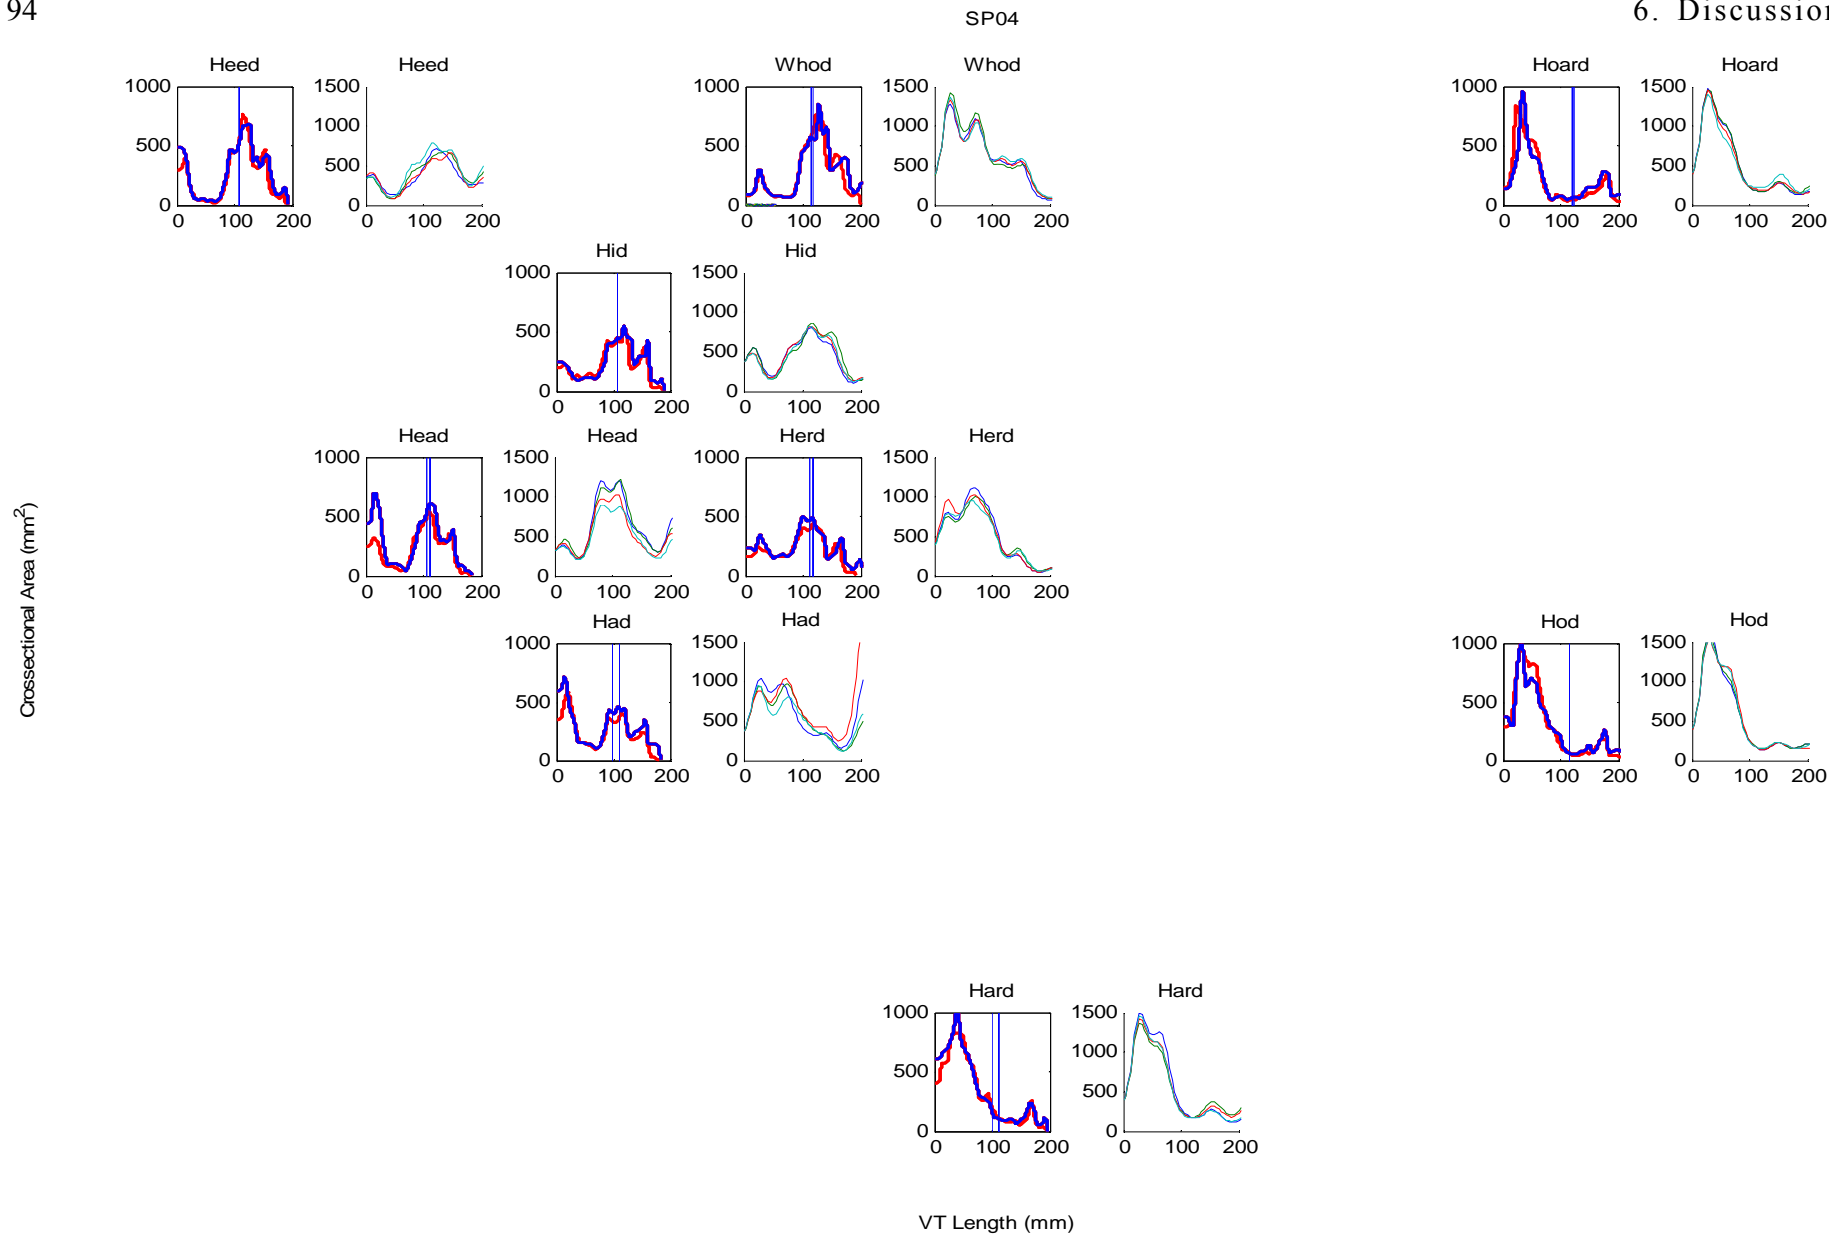 94
6. Discussion
SP04
Heed Heed Whod Whod Hoard Hoard
1000 1500 1000 1500 1000 1500
1000 1000 1000
500 500 500 500 500 500
0 0 0 0 0 0
0 100 200 0 100 200 0 100 200 0 100 200 0 100 200 0 100 200
Hid Hid
1000 1500
1000
500 500
0 0
0 100 200 0 100 200
Head Head Herd Herd
1000 1500 1000 1500
1000 1000
500 500 500 500
0 0 0 0
0 100 200 0 100 200 0 100 200 0 100 200
Had Had Hod Hod
1000 1500 1000 1500
1000 1000
500 500 500 500
0 0 0 0
0 100 200 0 100 200 0 100 200 0 100 200
Hard Hard
1000 1500
1000
500 500
0 0
0 100 200 0 100 200
Crossectional Area (mm²)
VT Length (mm)